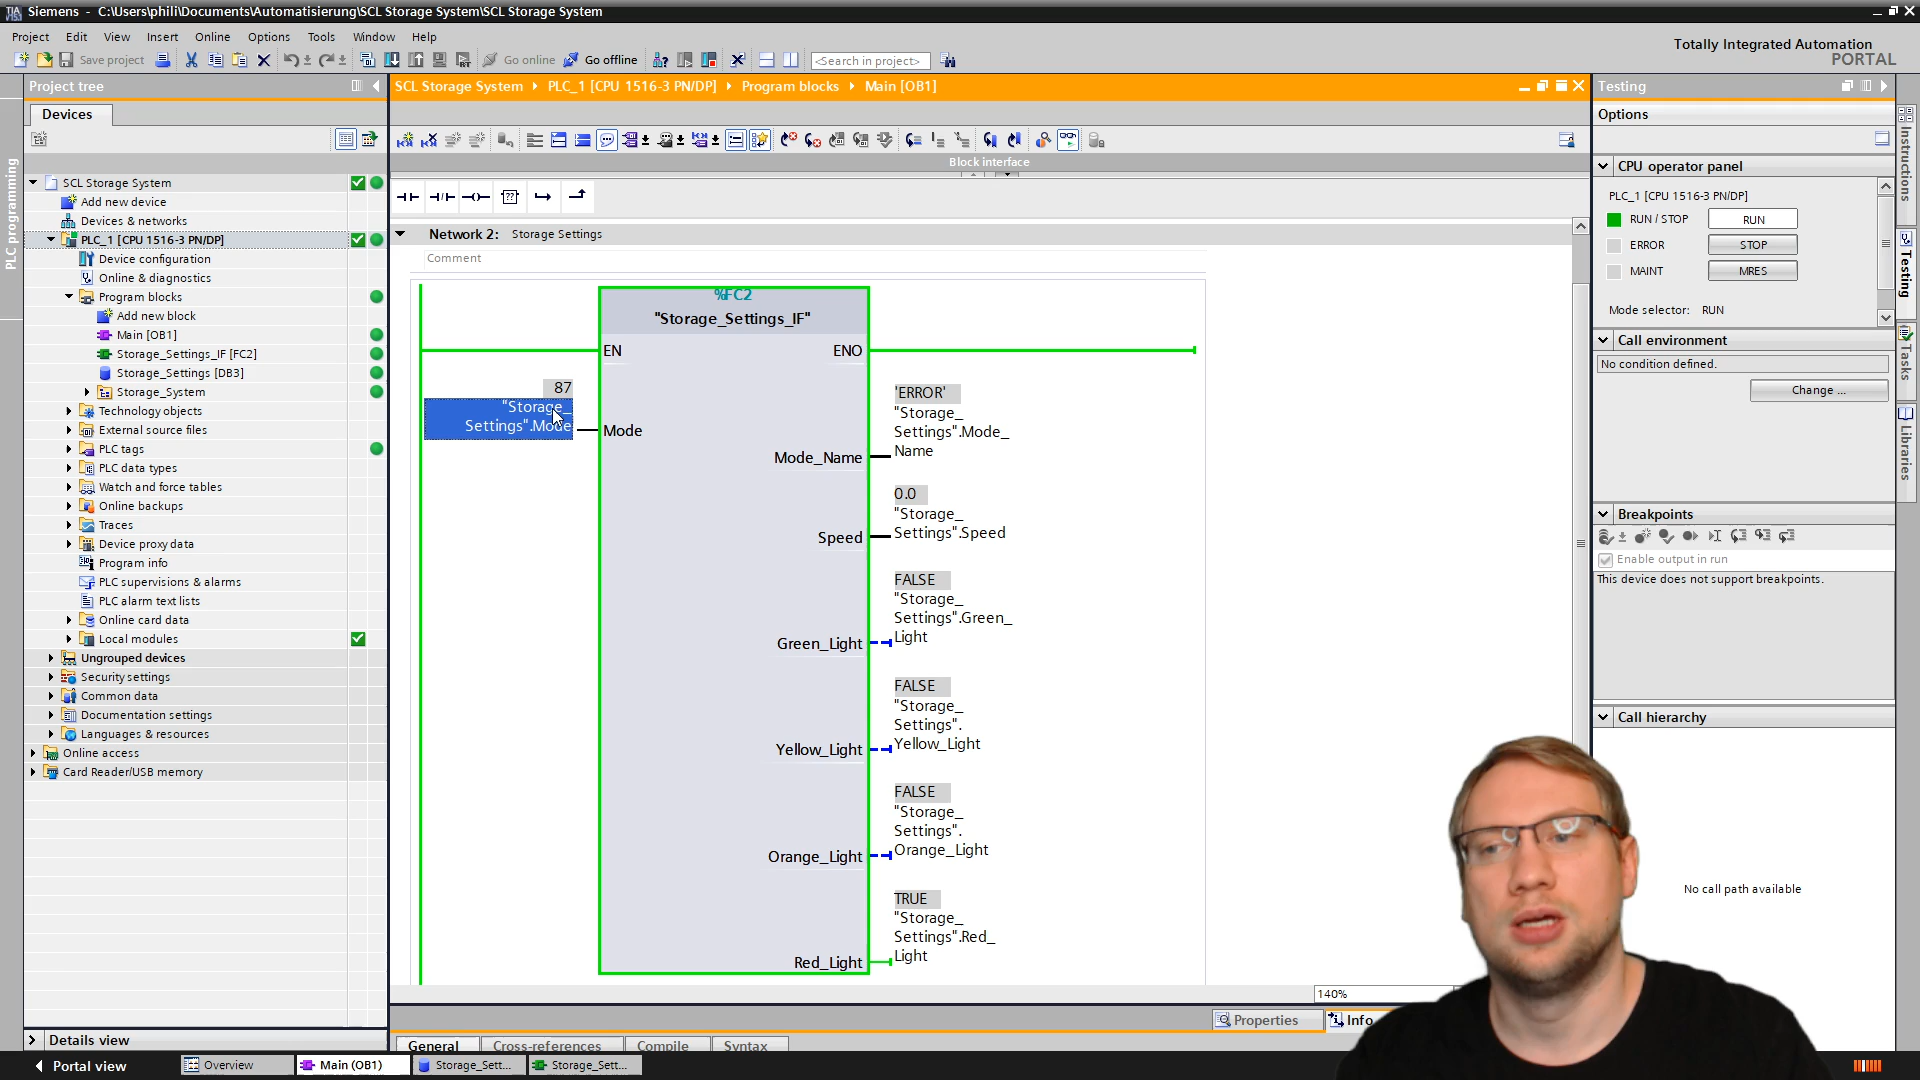 Siemens - C:\Users\phili\Documents\Automatisierung\SCL Storage System\SCL Storage System
Project Edit View Insert Online Options Tools Window Help
Totally Integrated Automation
PORTAL
Save project
Go online
Go offline
<Search in project>
Project tree
SCL Storage System
PLC_1 [CPU 1516-3 PN/DP]
Program blocks
Main [OB1]
Testing
Devices
Options
PLC programming
Block interface
SCL Storage System
Add new device
Devices & networks
PLC_1 [CPU 1516-3 PN/DP]
Device configuration
Online & diagnostics
Program blocks
Add new block
Main [OB1]
Storage_Settings_IF [FC2]
Storage_Settings [DB3]
Storage_System
Technology objects
External source files
PLC tags
PLC data types
Watch and force tables
Online backups
Traces
Device proxy data
Program info
PLC supervisions & alarms
PLC alarm text lists
Online card data
Local modules
Ungrouped devices
Security settings
Common data
Documentation settings
Languages & resources
Online access
Card Reader/USB memory
Details view
Network 2: Storage Settings
Comment
%FC2
"Storage_Settings_IF"
EN
ENO
87
"Storage_
Settings".Mode
Mode
Mode_Name
'ERROR'
"Storage_
Settings".Mode_
Name
Speed
0.0
"Storage_
Settings".Speed
Green_Light
FALSE
"Storage_
Settings".Green_
Light
Yellow_Light
FALSE
"Storage_
Settings".
Yellow_Light
Orange_Light
FALSE
"Storage_
Settings".
Orange_Light
Red_Light
TRUE
"Storage_
Settings".Red_
Light
140%
Properties
Info
General
Cross-references
Compile
Syntax
CPU operator panel
PLC_1 [CPU 1516-3 PN/DP]
RUN / STOP
RUN
ERROR
STOP
MAINT
MRES
Mode selector: RUN
Call environment
No condition defined.
Change ...
Breakpoints
Enable output in run
This device does not support breakpoints.
Call hierarchy
No call path available
Instructions
Testing
Tasks
Libraries
Portal view
Overview
Main (OB1)
Storage_Sett...
Storage_Sett...